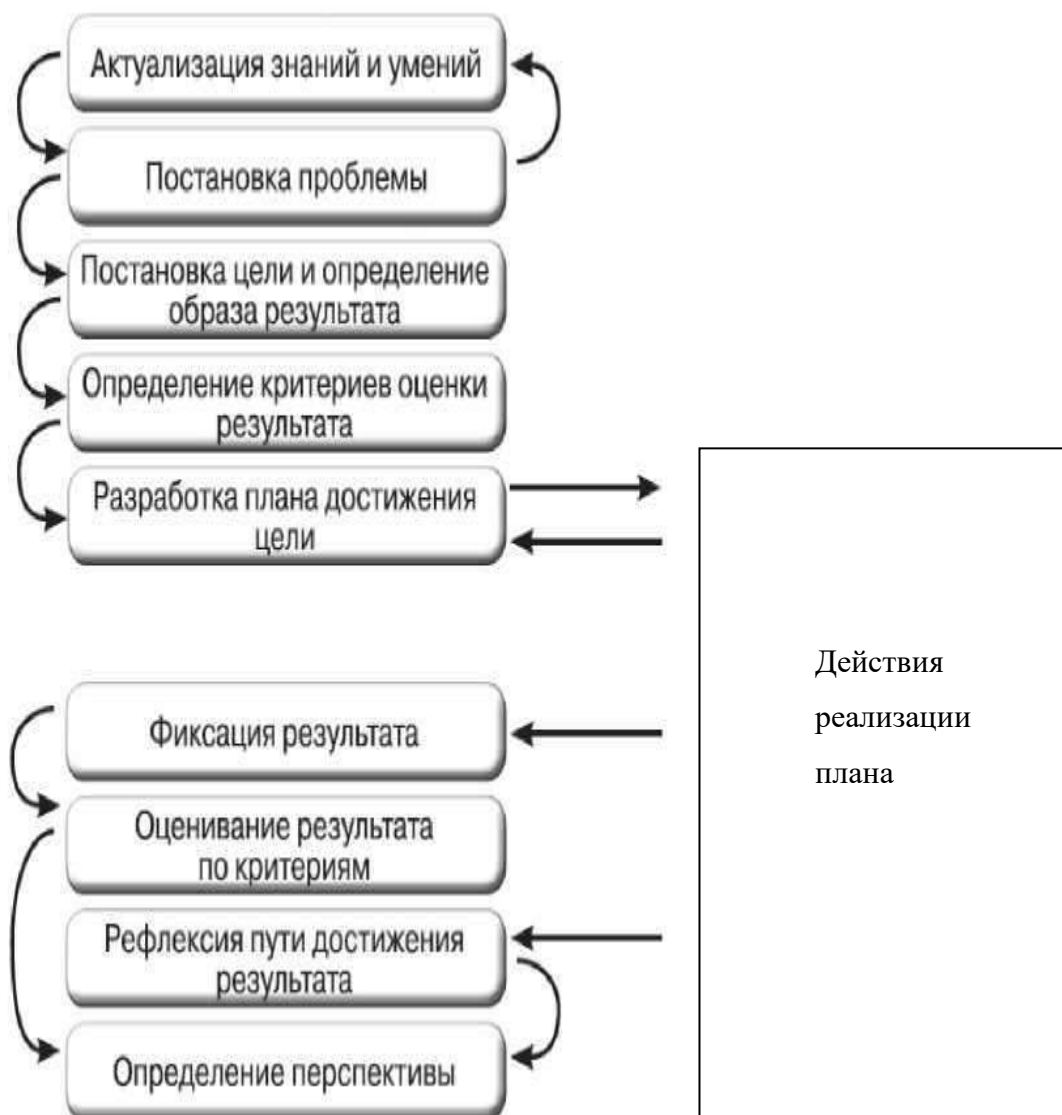 Актуализация знаний и умений
Постановка проблемы
Постановка цели и определение
образа результата
Определение критериев оценки
результата
Разработка плана достижения
цели
Действия
реализации
плана
Фиксация результата
Оценивание результата
по критериям
Рефлексия пути достижения
результата
Определение перспективы